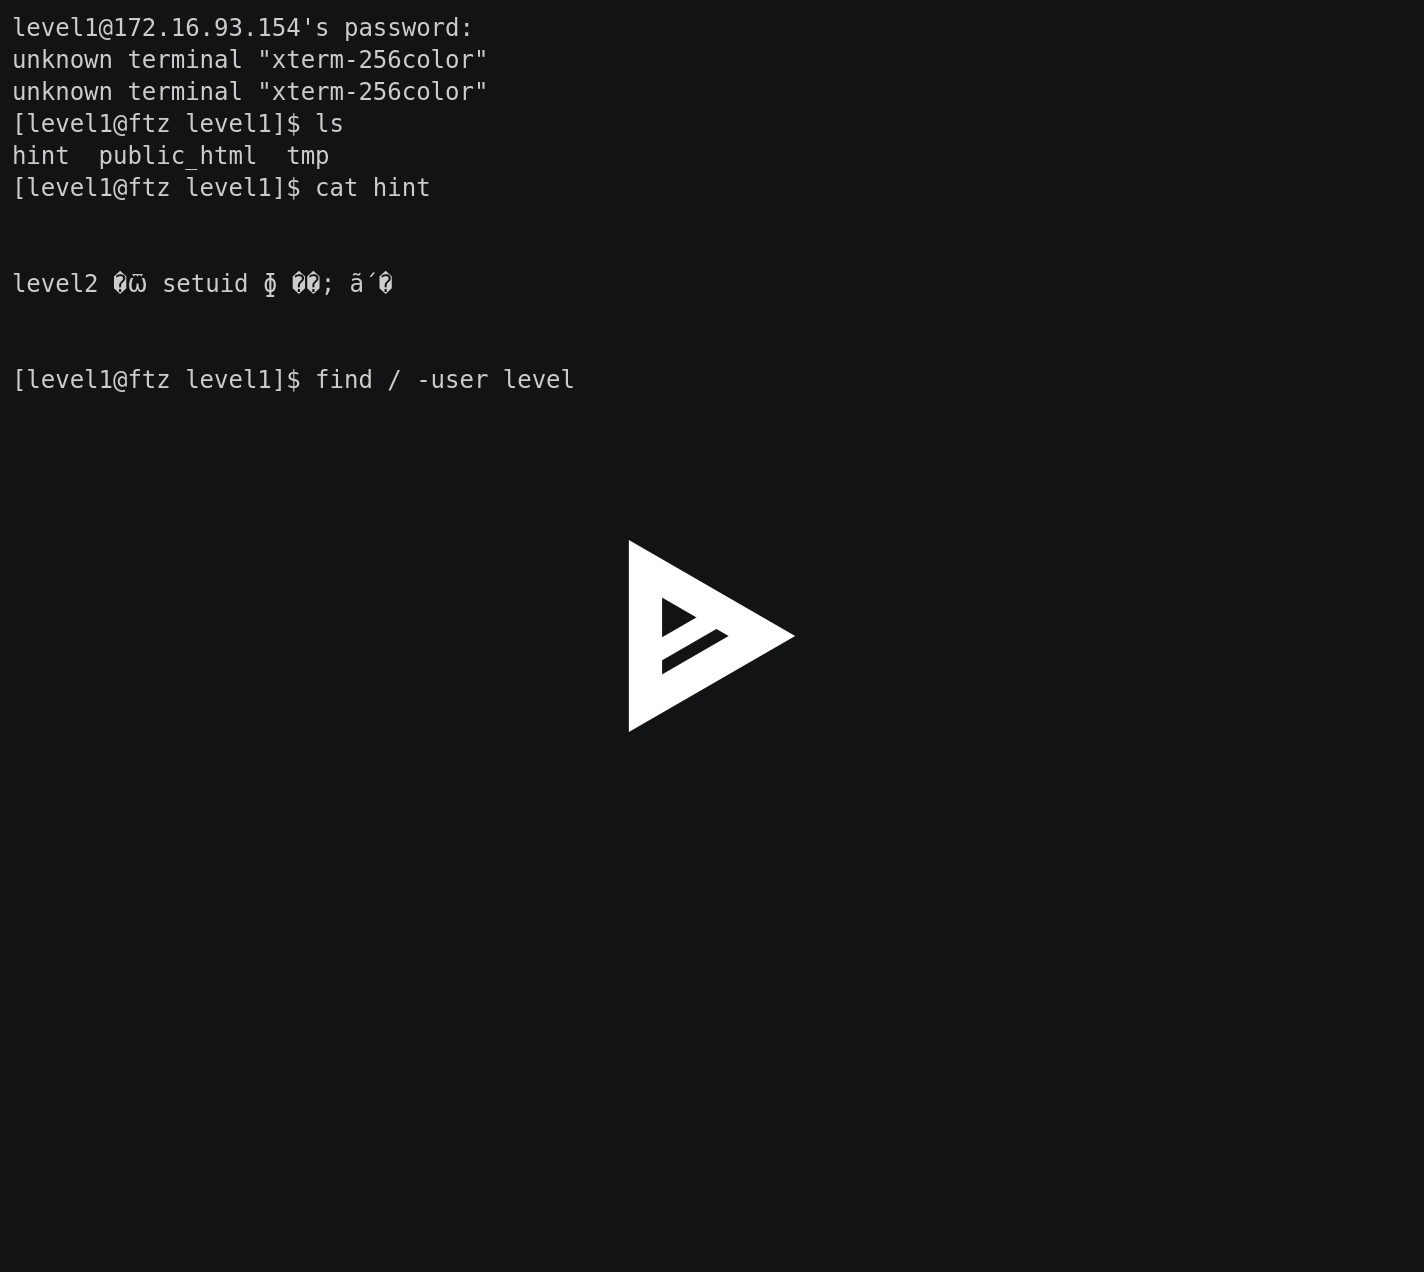 level1@172.16.93.154's password:
unknown terminal "xterm-256color"
unknown terminal "xterm-256color"
[level1@ftz level1]$ ls
hint  public_html  tmp
[level1@ftz level1]$ cat hint
level2 �ѿ setuid ֆ ��; ã´�
[level1@ftz level1]$ find / -user level